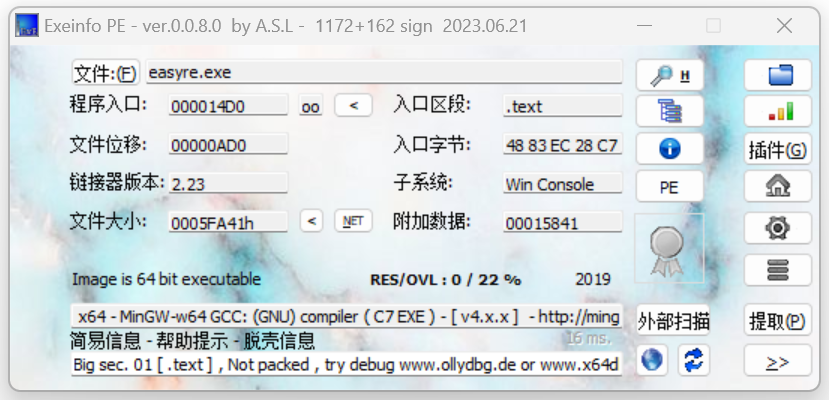 Exeinfo PE - ver.0.0.8.0 by A.S.L - 1172+162 sign 2023.06.21
文件:(F) easyre.exe H
程序入口: 000014D0 oo < 入口区段: .text
文件位移: 00000AD0 入口字节: 48 83 EC 28 C7 插件(G)
链接器版本: 2.23 子系统: Win Console PE
文件大小: 0005FA41h < NET 附加数据: 00015841
Image is 64 bit executable RES/OVL : 0 / 22 % 2019
x64 - MinGW-w64 GCC: (GNU) compiler ( C7 EXE ) - [ v4.x.x ] - http://ming 外部扫描 提取(P)
简易信息 - 帮助提示 - 脱壳信息 16 ms.
Big sec. 01 [ .text ] , Not packed , try debug www.ollydbg.de or www.x64d >>